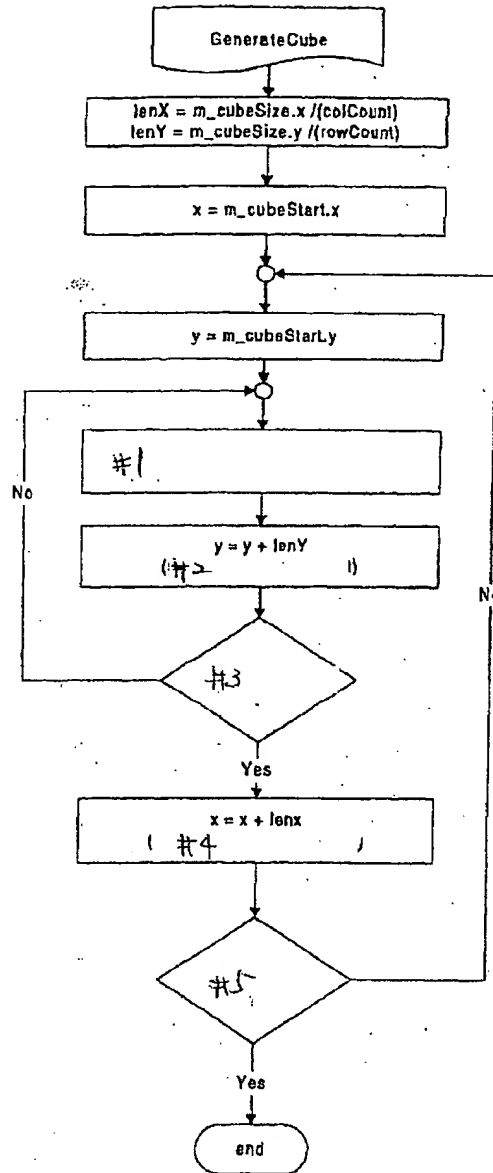 GenerateCube
lenX = m_cubeSize.x /(colCount)
lenY = m_cubeSize.y /(rowCount)
x = m_cubeStart.x
y = m_cubeStart.y
#1
No
y = y + lenY
(#2 )
No
#3
Yes
x = x + lenx
( #4 )
#5
Yes
end